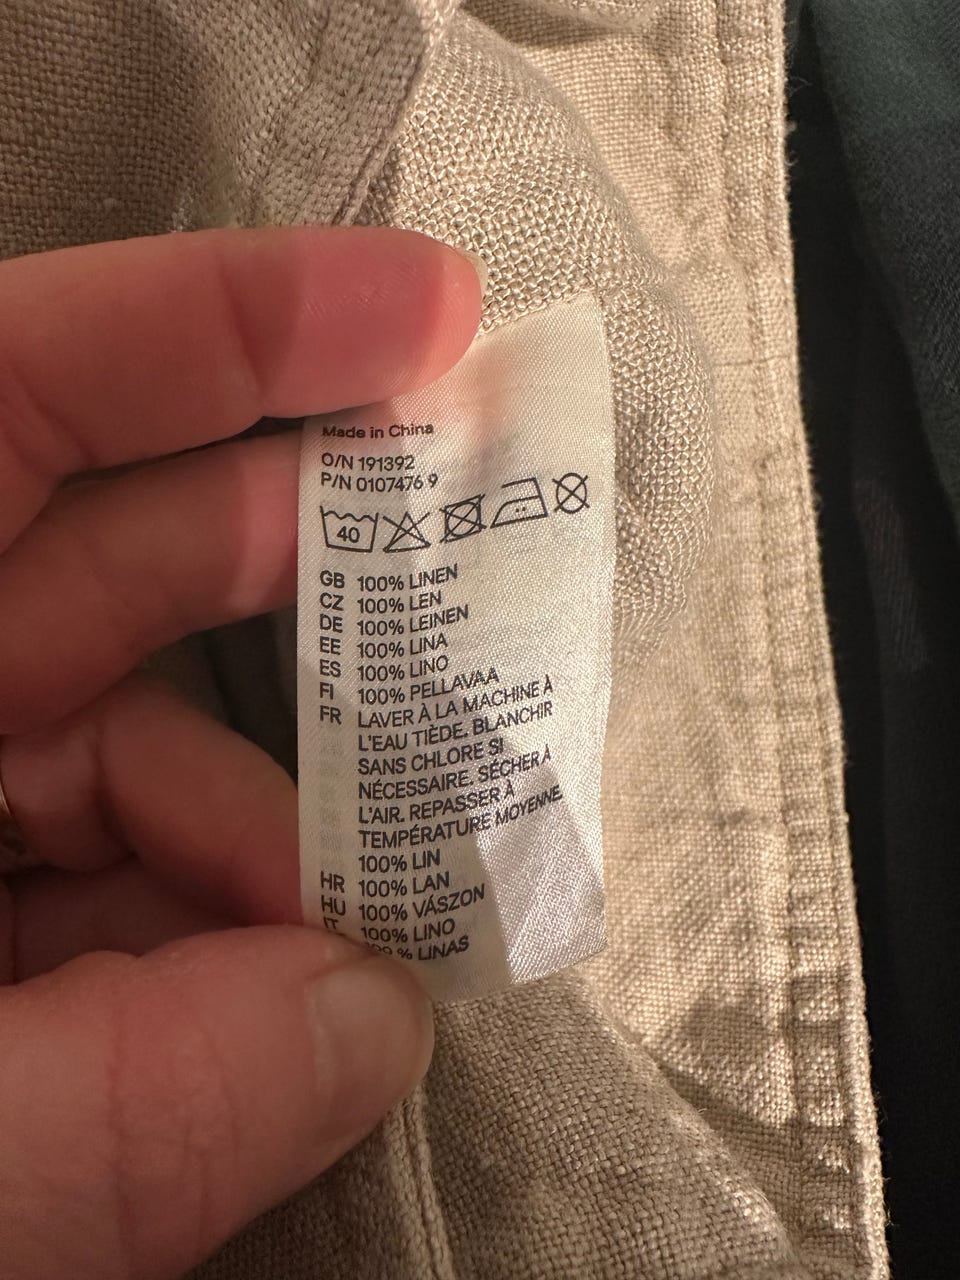 Made in China
O/N 191392
P/N 0107476 9
40
GB 100% LINEN
CZ 100% LEN
DE 100% LEINEN
EE 100% LINA
ES 100% LINO
FI 100% PELLAVAA
FR LAVER À LA MACHINE À
L'EAU TIÈDE. BLANCHIR
SANS CHLORE SI
NÉCESSAIRE. SÉCHER À
L'AIR. REPASSER À
TEMPÉRATURE MOYENNE.
100% LIN
HR 100% LAN
HU 100% VÁSZON
IT 100% LINO
% LINAS